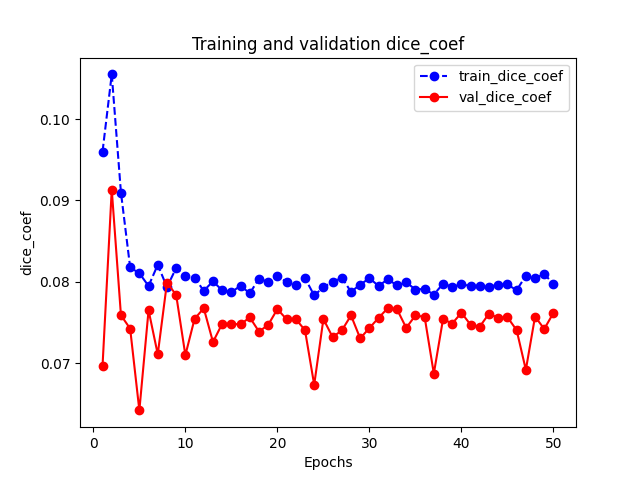 Training and validation dice_coef
train_dice_coef
val_dice_coef
0.10
0.09
0.08
0.07
dice_coef
0
10
20
30
40
50
Epochs